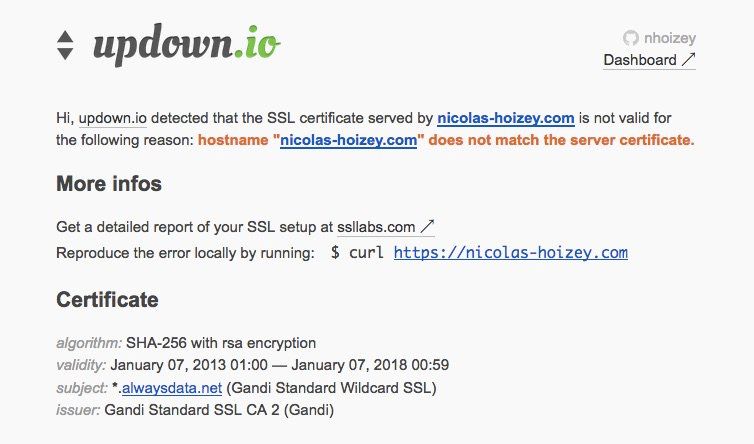 updown.io
nhoizey
Dashboard ↗
Hi, updown.io detected that the SSL certificate served by nicolas-hoizey.com is not valid for
the following reason: hostname "nicolas-hoizey.com" does not match the server certificate.
More infos
Get a detailed report of your SSL setup at ssllabs.com ↗
Reproduce the error locally by running: $ curl https://nicolas-hoizey.com
Certificate
algorithm: SHA-256 with rsa encryption
validity: January 07, 2013 01:00 — January 07, 2018 00:59
subject: *.alwaysdata.net (Gandi Standard Wildcard SSL)
issuer: Gandi Standard SSL CA 2 (Gandi)